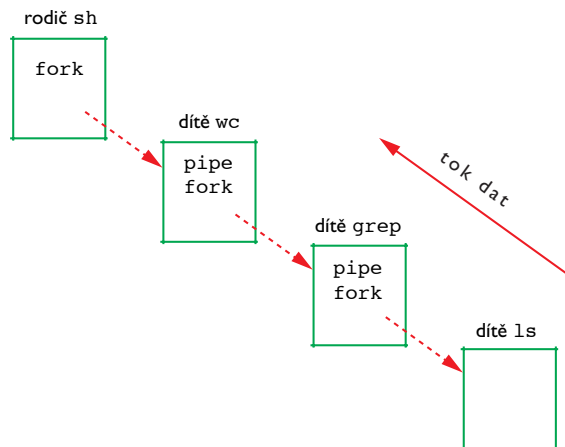 rodič sh
fork
dítě wc
pipe
fork
tok dat
dítě grep
pipe
fork
dítě ls